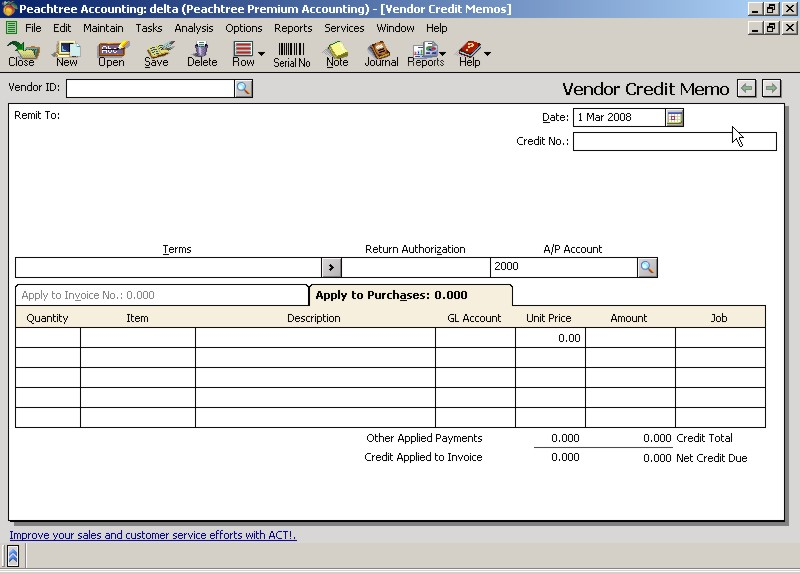 Peachtree Accounting: delta (Peachtree Premium Accounting) - [Vendor Credit Memos]
File Edit Maintain Tasks Analysis Options Reports Services Window Help
Close New Open Save Delete Row Serial No Note Journal Reports Help
Vendor ID: Vendor Credit Memo
Remit To: Date: 1 Mar 2008
Credit No.:
Terms Return Authorization A/P Account
2000
Apply to Invoice No.: 0.000 Apply to Purchases: 0.000
Quantity Item Description GL Account Unit Price Amount Job
0.00
Other Applied Payments 0.000 0.000 Credit Total
Credit Applied to Invoice 0.000 0.000 Net Credit Due
Improve your sales and customer service efforts with ACT!.